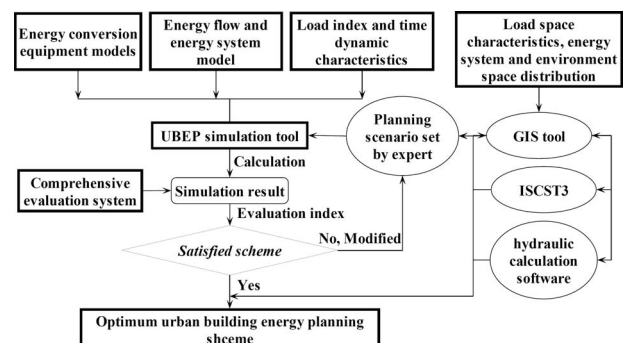 Energy conversion
equipment models
Energy flow and
energy system
model
Load index and time
dynamic
characteristics
Load space
characteristics, energy
system and environment
space distribution
UBEP simulation tool
Planning
scenario set
by expert
GIS tool
Calculation
Comprehensive
evaluation system
Simulation result
ISCST3
Evaluation index
Satisfied scheme
No, Modified
hydraulic
calculation
software
Yes
Optimum urban building energy planning
shceme